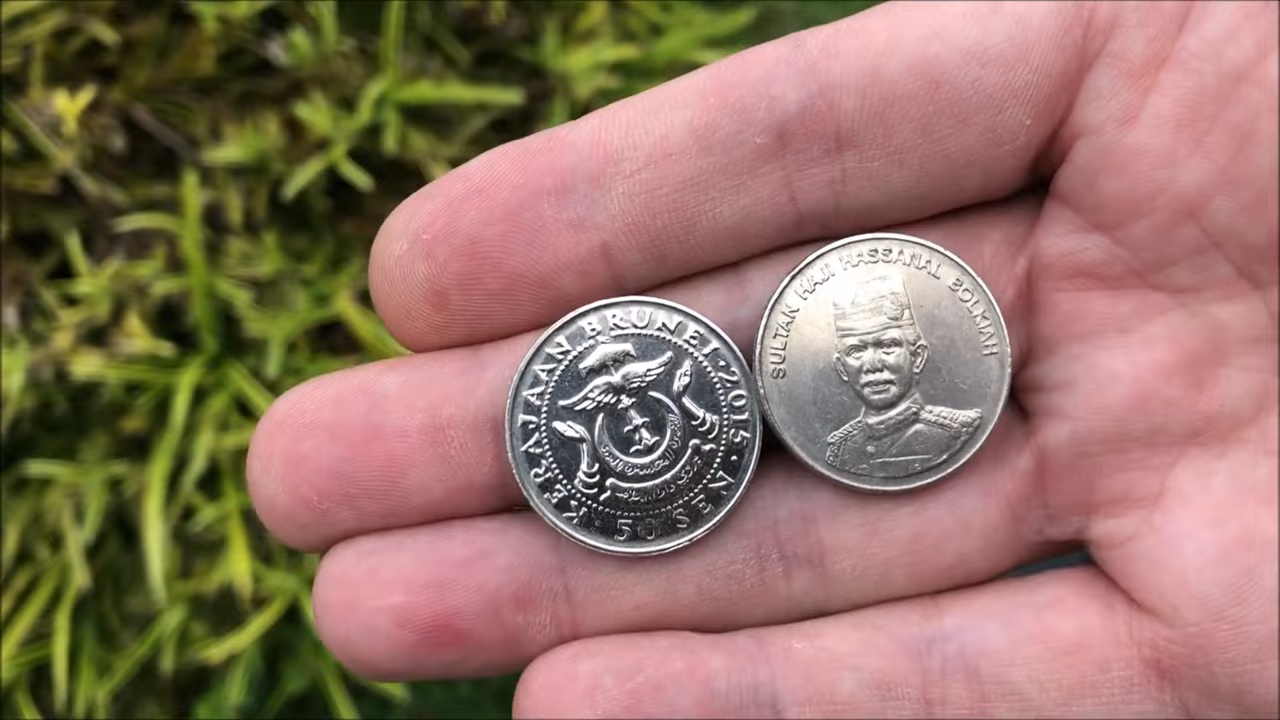 KERAJAAN BRUNEI · 2015 ·
· 50 SEN
SULTAN HAJI HASSANAL BOLKIAH